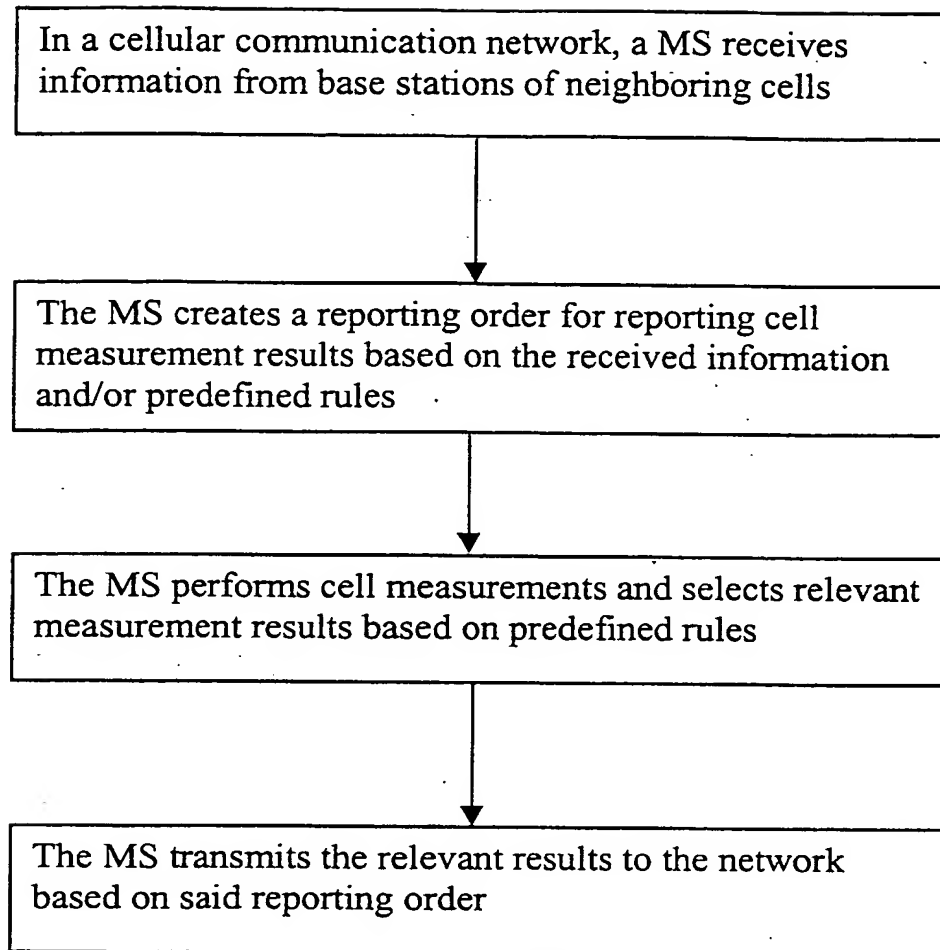 In a cellular communication network, a MS receives
information from base stations of neighboring cells
The MS creates a reporting order for reporting cell
measurement results based on the received information
and/or predefined rules
The MS performs cell measurements and selects relevant
measurement results based on predefined rules
The MS transmits the relevant results to the network
based on said reporting order